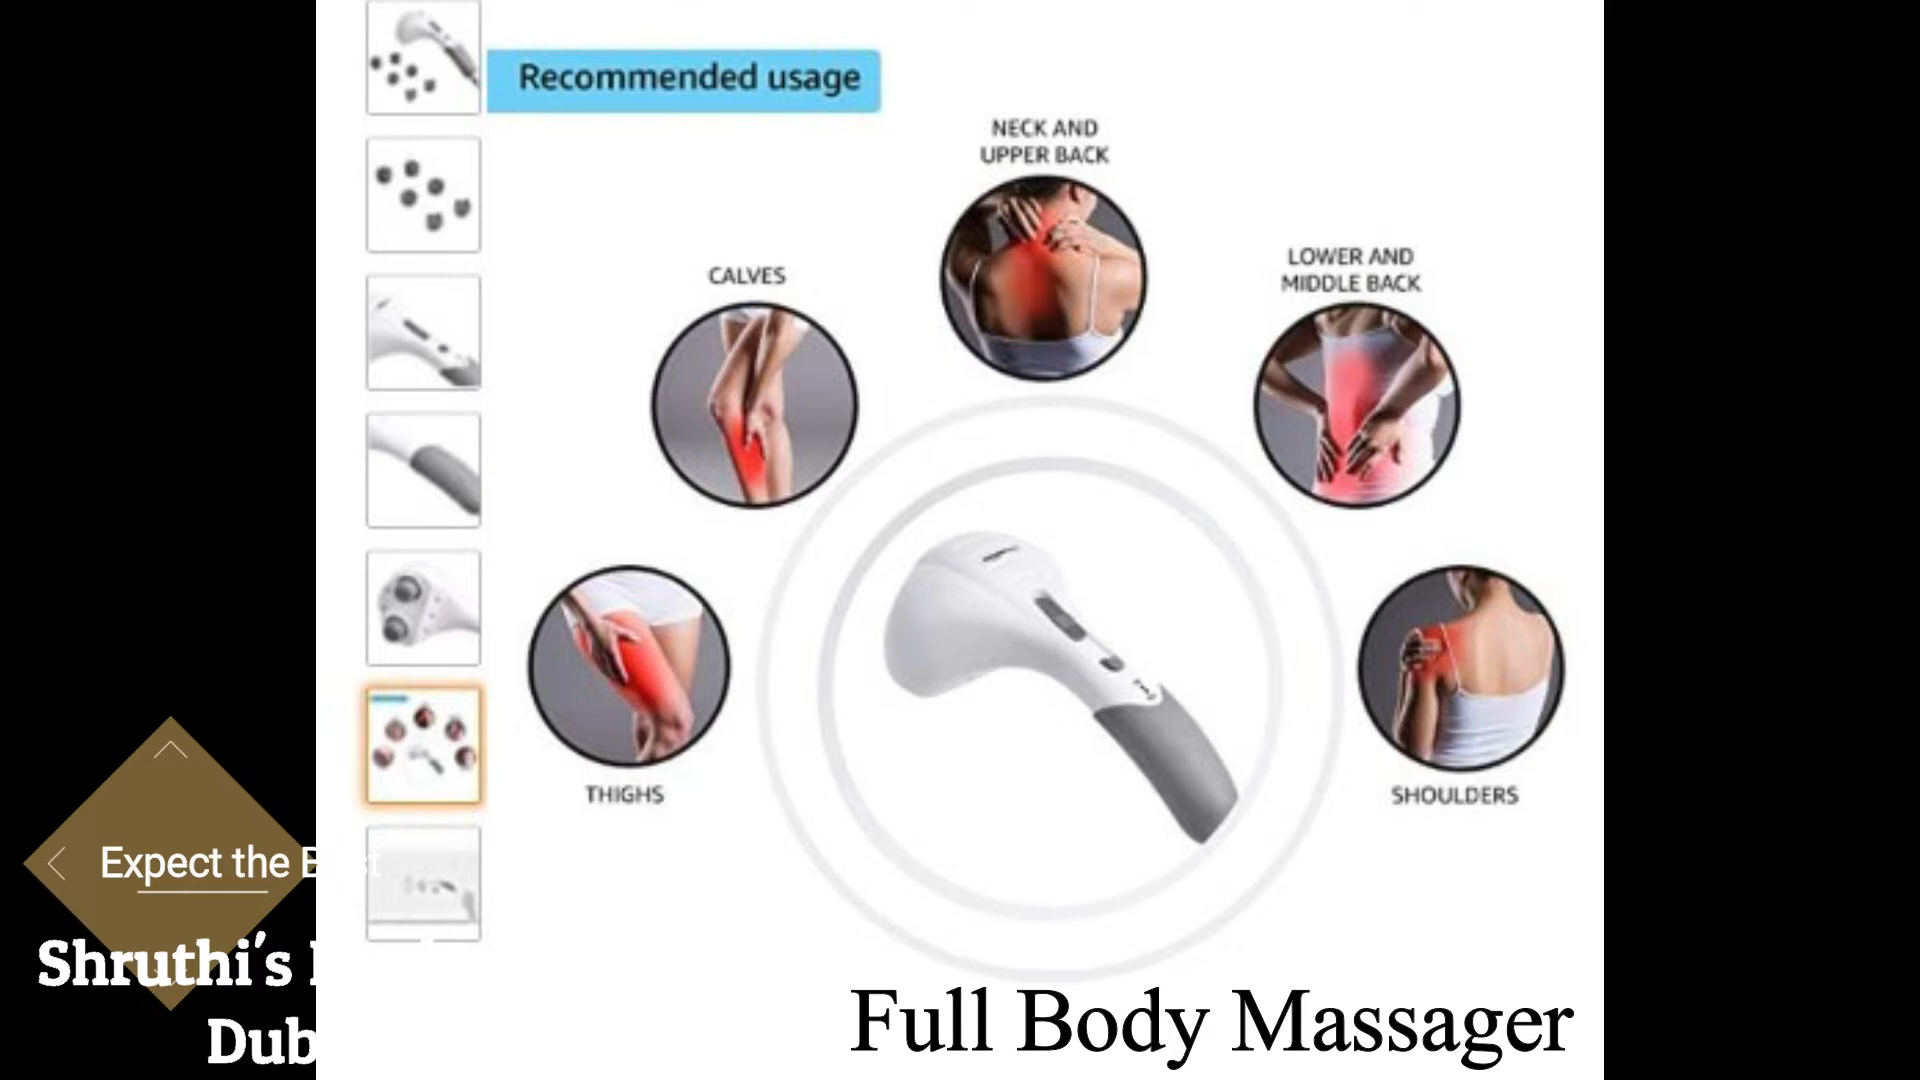 Recommended usage
NECK AND
UPPER BACK
LOWER AND
MIDDLE BACK
CALVES
THIGHS
SHOULDERS
Expect the
Shruthi's
Full Body Massager